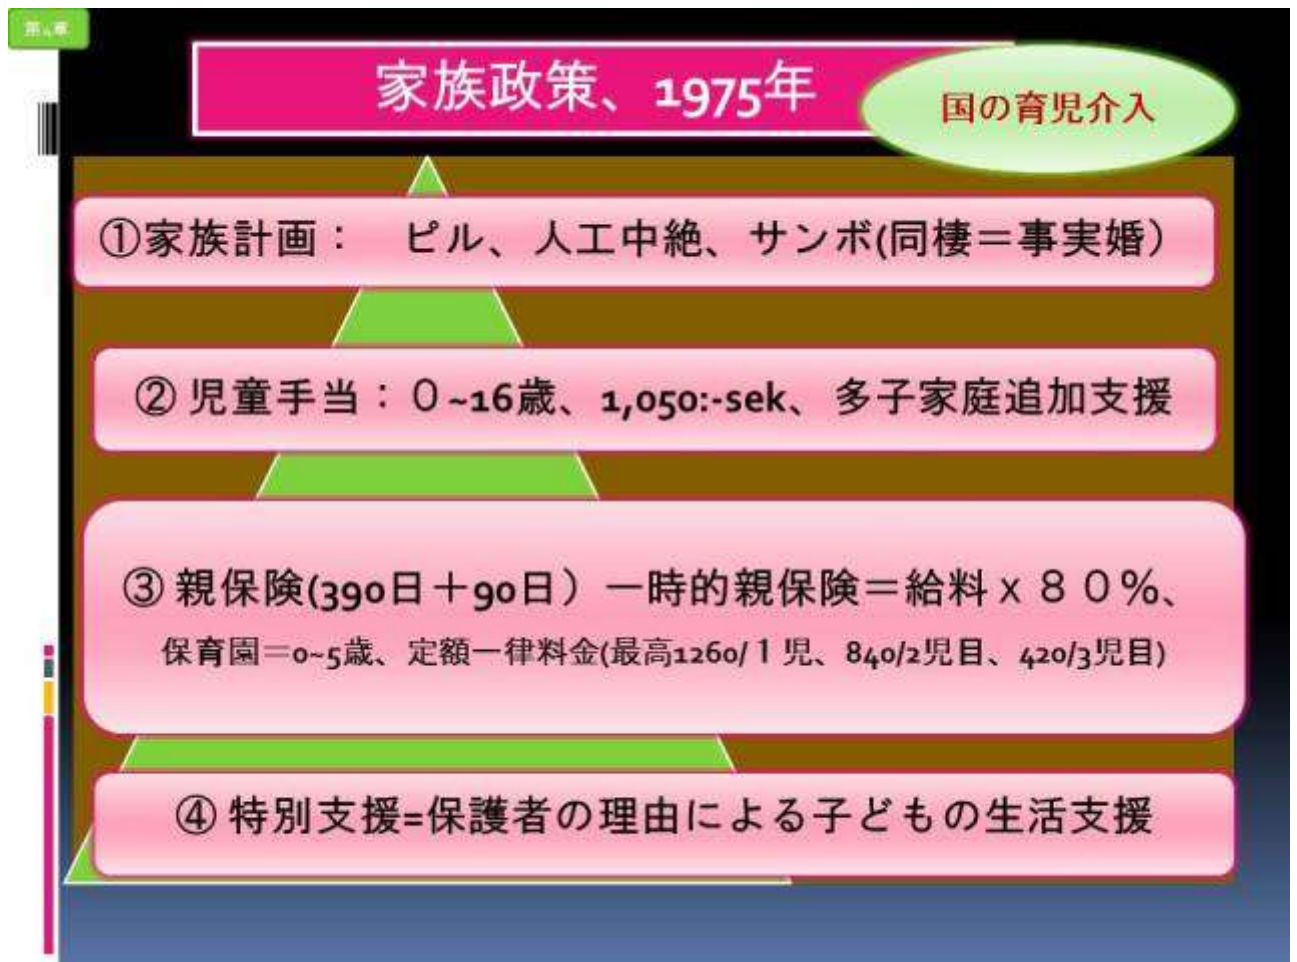 第4章
家族政策、1975年
国の育児介入
①家族計画：　ピル、人工中絶、サンボ(同棲＝事実婚）
② 児童手当：０~16歳、1,050:-sek、多子家庭追加支援
③ 親保険(390日＋90日）一時的親保険＝給料ｘ８０%、
保育園＝0~5歳、定額一律料金(最高1260/１児、840/2児目、420/3児目)
④ 特別支援=保護者の理由による子どもの生活支援